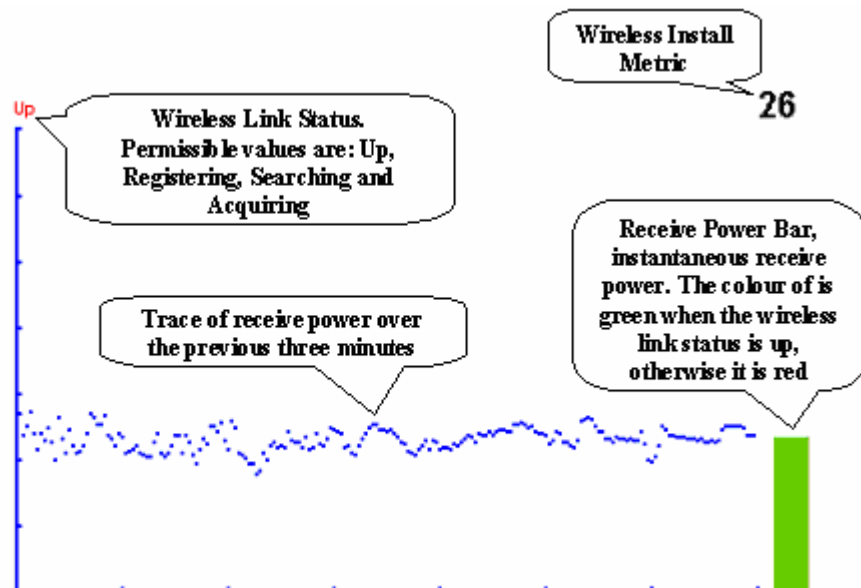 Wireless Install
Metric
26
Up
Wireless Link Status.
Permissible values are: Up,
Registering, Searching and
Acquiring
Receive Power Bar,
instantaneous receive
power. The colour of is
green when the wireless
link status is up,
otherwise it is red
Trace of receive power over
the previous three minutes